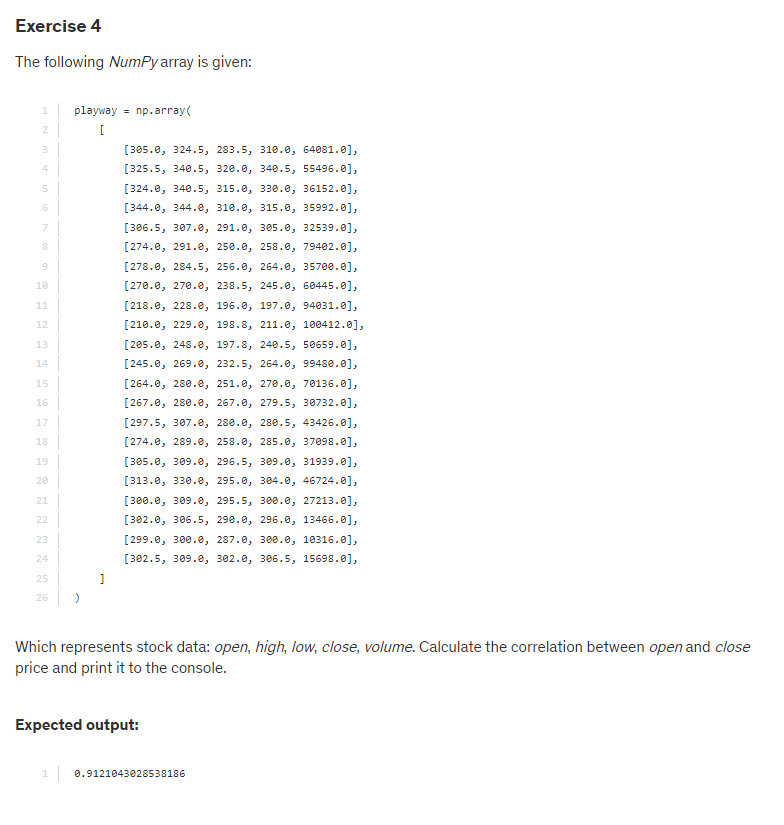 Exercise 4
The following NumPy array is given:
1 playway = np.array(
2 [
3 [305.0, 324.5, 283.5, 310.0, 64081.0],
4 [325.5, 340.5, 320.0, 340.5, 55496.0],
5 [324.0, 340.5, 315.0, 330.0, 36152.0],
6 [344.0, 344.0, 310.0, 315.0, 35992.0],
7 [306.5, 307.0, 291.0, 305.0, 32539.0],
8 [274.0, 291.0, 250.0, 258.0, 79402.0],
9 [278.0, 284.5, 256.0, 264.0, 35700.0],
10 [270.0, 270.0, 238.5, 245.0, 60445.0],
11 [218.0, 228.0, 196.0, 197.0, 94031.0],
12 [210.0, 229.0, 198.8, 211.0, 100412.0],
13 [205.0, 248.0, 197.8, 240.5, 50659.0],
14 [245.0, 269.0, 232.5, 264.0, 99480.0],
15 [264.0, 280.0, 251.0, 270.0, 70136.0],
16 [267.0, 280.0, 267.0, 279.5, 30732.0],
17 [297.5, 307.0, 280.0, 280.5, 43426.0],
18 [274.0, 289.0, 258.0, 285.0, 37098.0],
19 [305.0, 309.0, 296.5, 309.0, 31939.0],
20 [313.0, 330.0, 295.0, 304.0, 46724.0],
21 [300.0, 309.0, 295.5, 300.0, 27213.0],
22 [302.0, 306.5, 290.0, 296.0, 13466.0],
23 [299.0, 300.0, 287.0, 300.0, 10316.0],
24 [302.5, 309.0, 302.0, 306.5, 15698.0],
25 ]
26 )
Which represents stock data: open, high, low, close, volume. Calculate the correlation between open and close
price and print it to the console.
Expected output:
1 0.9121043028538186